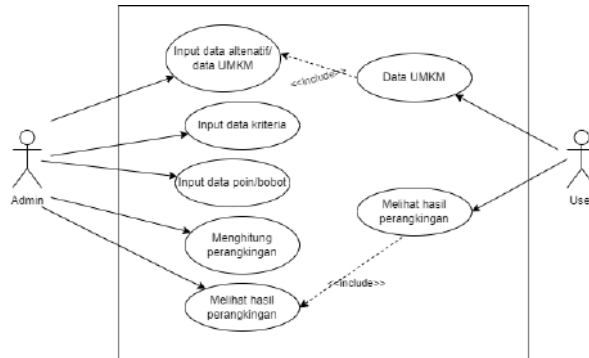 Input data altenatif/
data UMKM
<<Include>>
Data UMKM
Input data kriteria
Admin
Input data poin/bobot
Melihat hasil
perangkingan
Use
Menghitung
perangkingan
<<Include>>
Melihat hasil
perangkingan